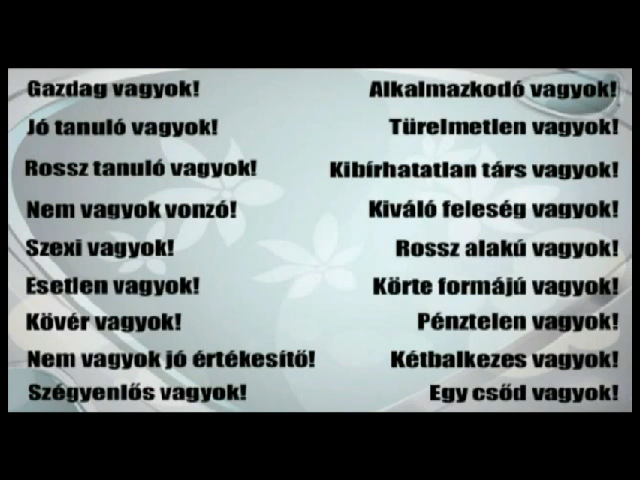 Gazdag vagyok!
Jó tanuló vagyok!
Rossz tanuló vagyok!
Nem vagyok vonzó!
Szexi vagyok!
Esetlen vagyok!
Kövér vagyok!
Nem vagyok jó értékesítő!
Szégyenlős vagyok!
Alkalmazkodó vagyok!
Türelmetlen vagyok!
Kibírhatatlan társ vagyok!
Kiváló feleség vagyok!
Rossz alakú vagyok!
Körte formájú vagyok!
Pénztelen vagyok!
Kétbalkezes vagyok!
Egy csőd vagyok!